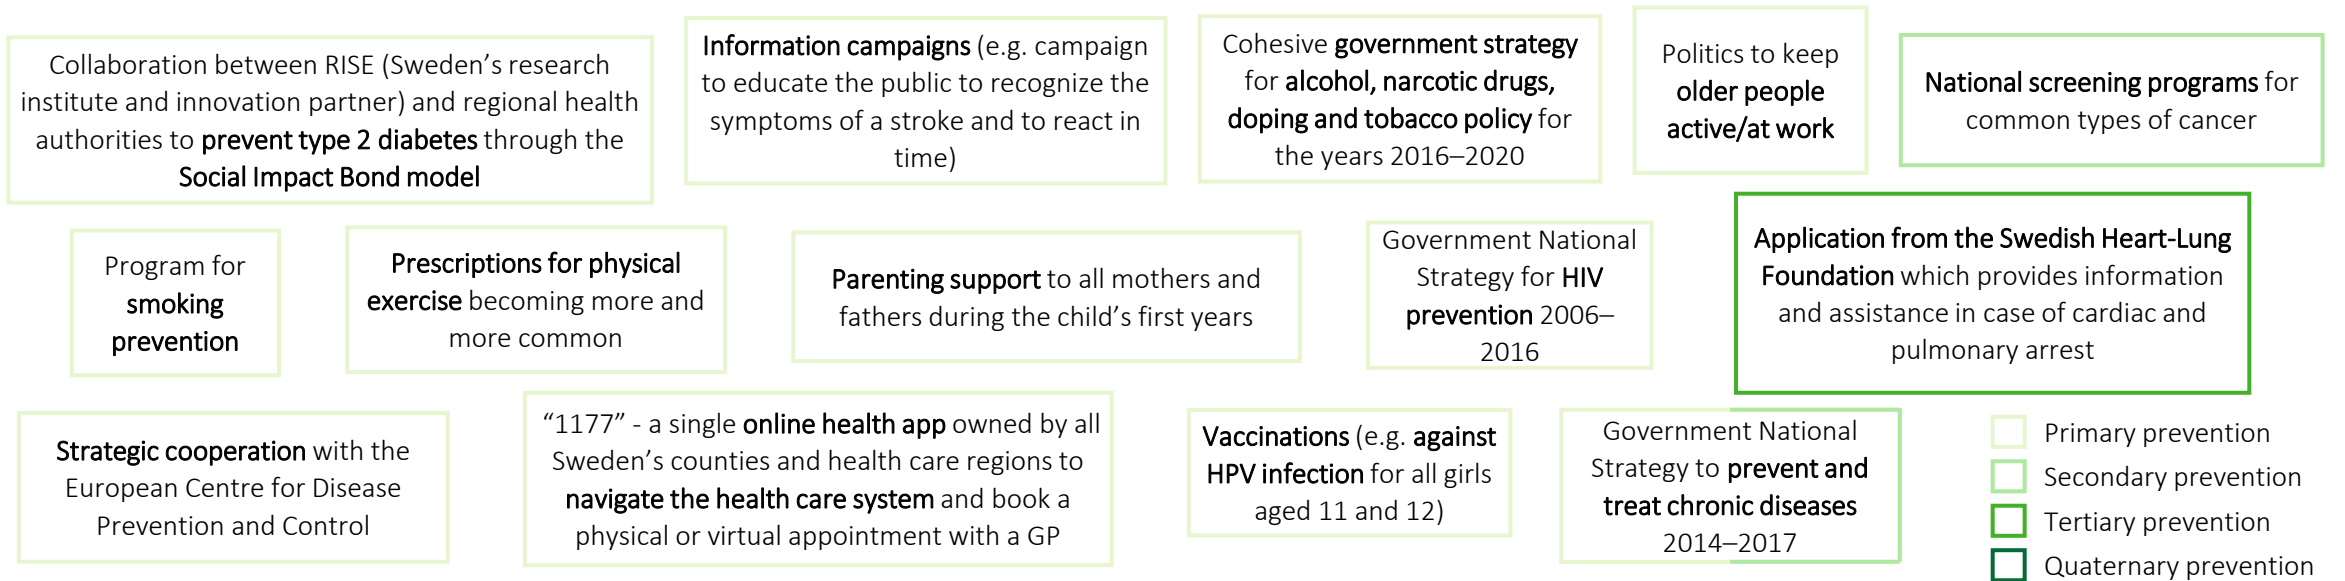 Collaboration between RISE (Sweden’s research
institute and innovation partner) and regional health
authorities to prevent type 2 diabetes through the
Social Impact Bond model
Information campaigns (e.g. campaign
to educate the public to recognize the
symptoms of a stroke and to react in
time)
Cohesive government strategy
for alcohol, narcotic drugs,
doping and tobacco policy for
the years 2016–2020
Politics to keep
older people
active/at work
National screening programs for
common types of cancer
Program for
smoking
prevention
Prescriptions for physical
exercise becoming more and
more common
Parenting support to all mothers and
fathers during the child’s first years
Government National
Strategy for HIV
prevention 2006–
2016
Application from the Swedish Heart-Lung
Foundation which provides information
and assistance in case of cardiac and
pulmonary arrest
Strategic cooperation with the
European Centre for Disease
Prevention and Control
“1177” - a single online health app owned by all
Sweden’s counties and health care regions to
navigate the health care system and book a
physical or virtual appointment with a GP
Vaccinations (e.g. against
HPV infection for all girls
aged 11 and 12)
Government National
Strategy to prevent and
treat chronic diseases
2014–2017
Primary prevention
Secondary prevention
Tertiary prevention
Quaternary prevention